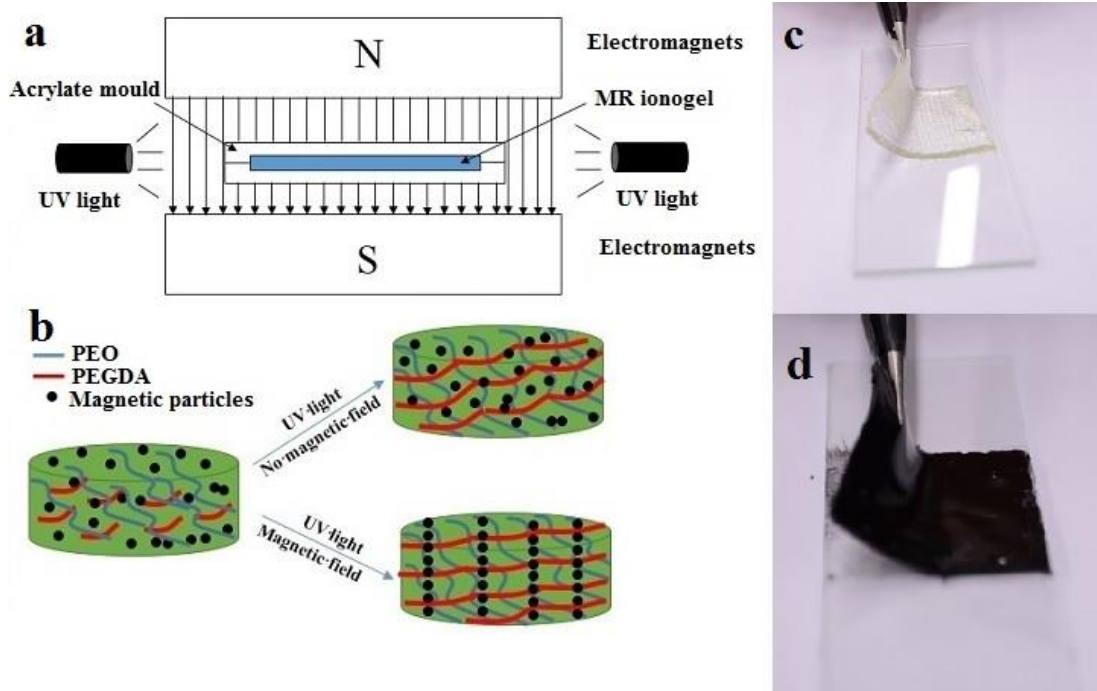 a
N
Electromagnets
Acrylate mould
MR ionogel
UV light
UV light
S
Electromagnets
b
PEO
PEGDA
Magnetic particles
UV·light
No·magnetic·field
UV·light
Magnetic·field
c
d